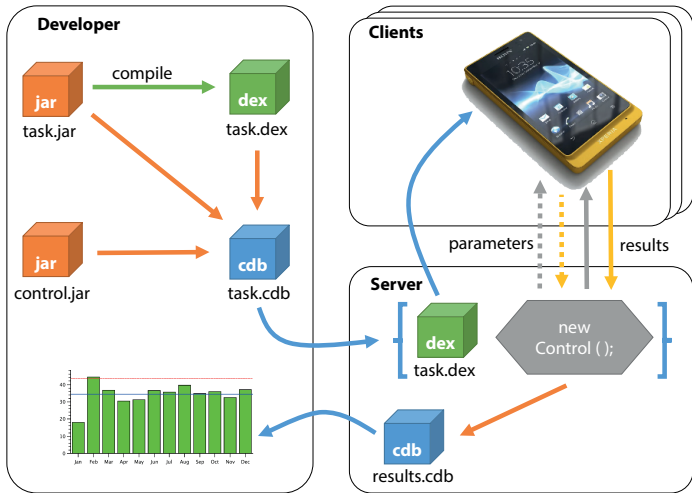 Developer
jar
compile
dex
task.jar
task.dex
jar
cdb
control.jar
task.cdb
40
30
20
10
0
Jan Feb Mar Apr May Jun Jul Aug Sep Oct Nov Dec
Clients
10:35
parameters
results
Server
dex
task.dex
new
Control ( );
cdb
results.cdb